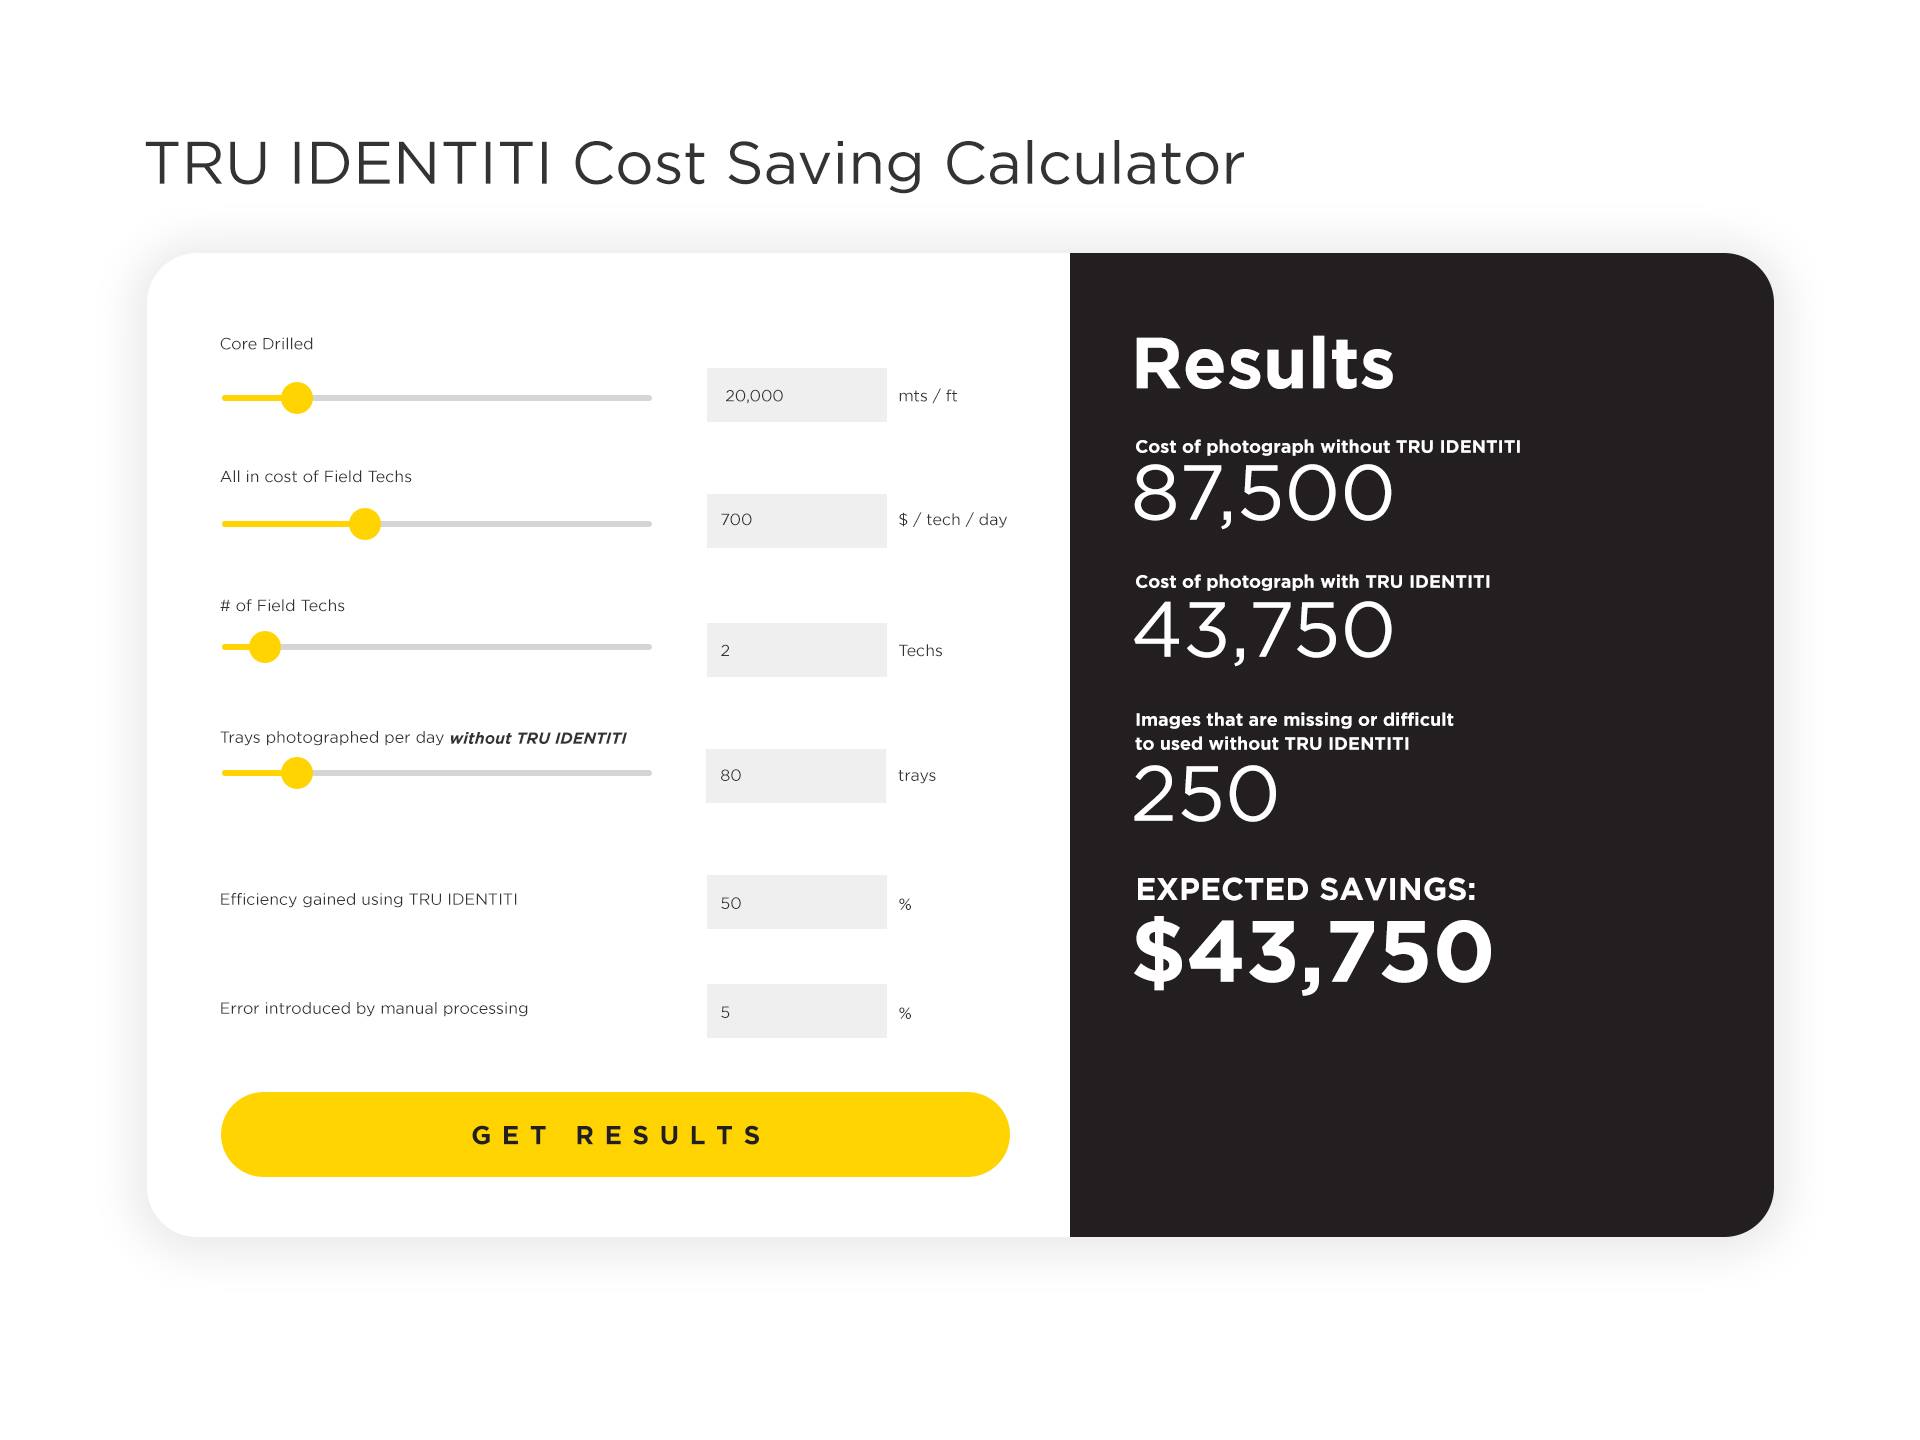 TRU IDENTITI Cost Saving Calculator
Core Drilled
20,000 mts / ft
All in cost of Field Techs
700 $ / tech / day
# of Field Techs
2 Techs
Trays photographed per day without TRU IDENTITI
80 trays
Efficiency gained using TRU IDENTITI 50 %
Error introduced by manual processing 5 %
GET RESULTS
Results
Cost of photograph without TRU IDENTITI
87,500
Cost of photograph with TRU IDENTITI
43,750
Images that are missing or difficult
to used without TRU IDENTITI
250
EXPECTED SAVINGS:
$43,750